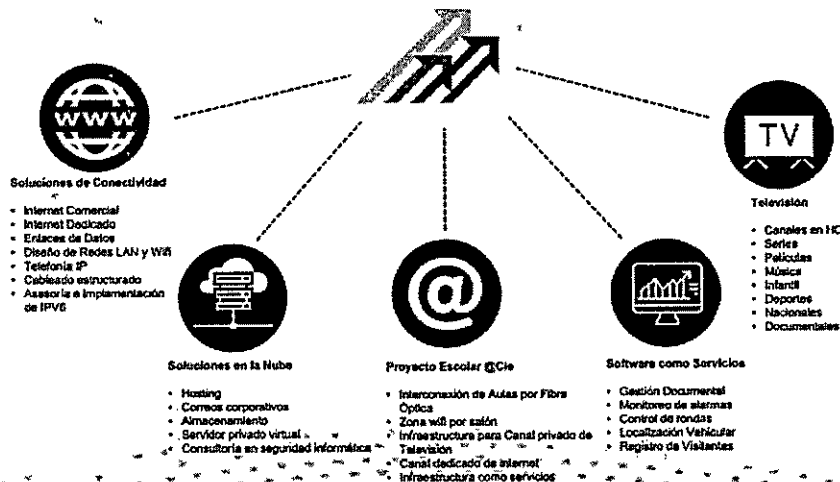 WWW
Soluciones de Conectividad
• Internet Comercial
• Internet Dedicado
• Enlaces de Datos
• Diseño de Redes LAN y Wifi
• Telefonía IP
• Cableado estructurado
• Asesoría e Implementación
de IPV6
Soluciones en la Nube
• Hosting
• Correos corporativos
• Almacenamiento
• Servidor privado virtual
• Consultoría en seguridad informática
@
Proyecto Escolar @Cie
• Interconexión de Aulas por Fibra
Óptica
• Zona wifi por salón
• Infraestructura para Canal privado de
Televisión
• Canal dedicado de internet
• Infraestructura como servicios
Software como Servicios
• Gestión Documental
• Monitoreo de alarmas
• Control de rondas
• Localización Vehicular
• Registro de Visitantes
TV
Televisión
• Canales en HD
• Series
• Películas
• Música
• Infantil
• Deportes
• Nacionales
• Documentales